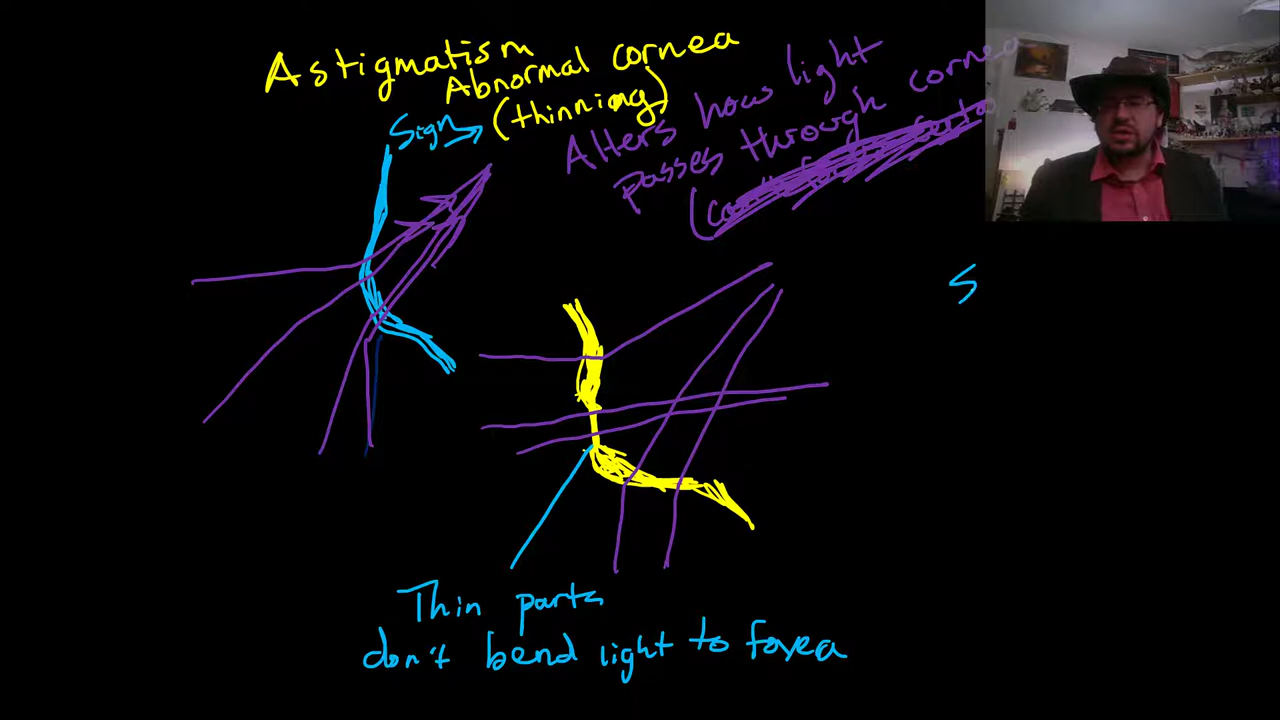 Astigmatism
Abnormal cornea
(thinning)
Sign
Alters how light
passes through cornea
S
Thin parts
don't bend light to fovea